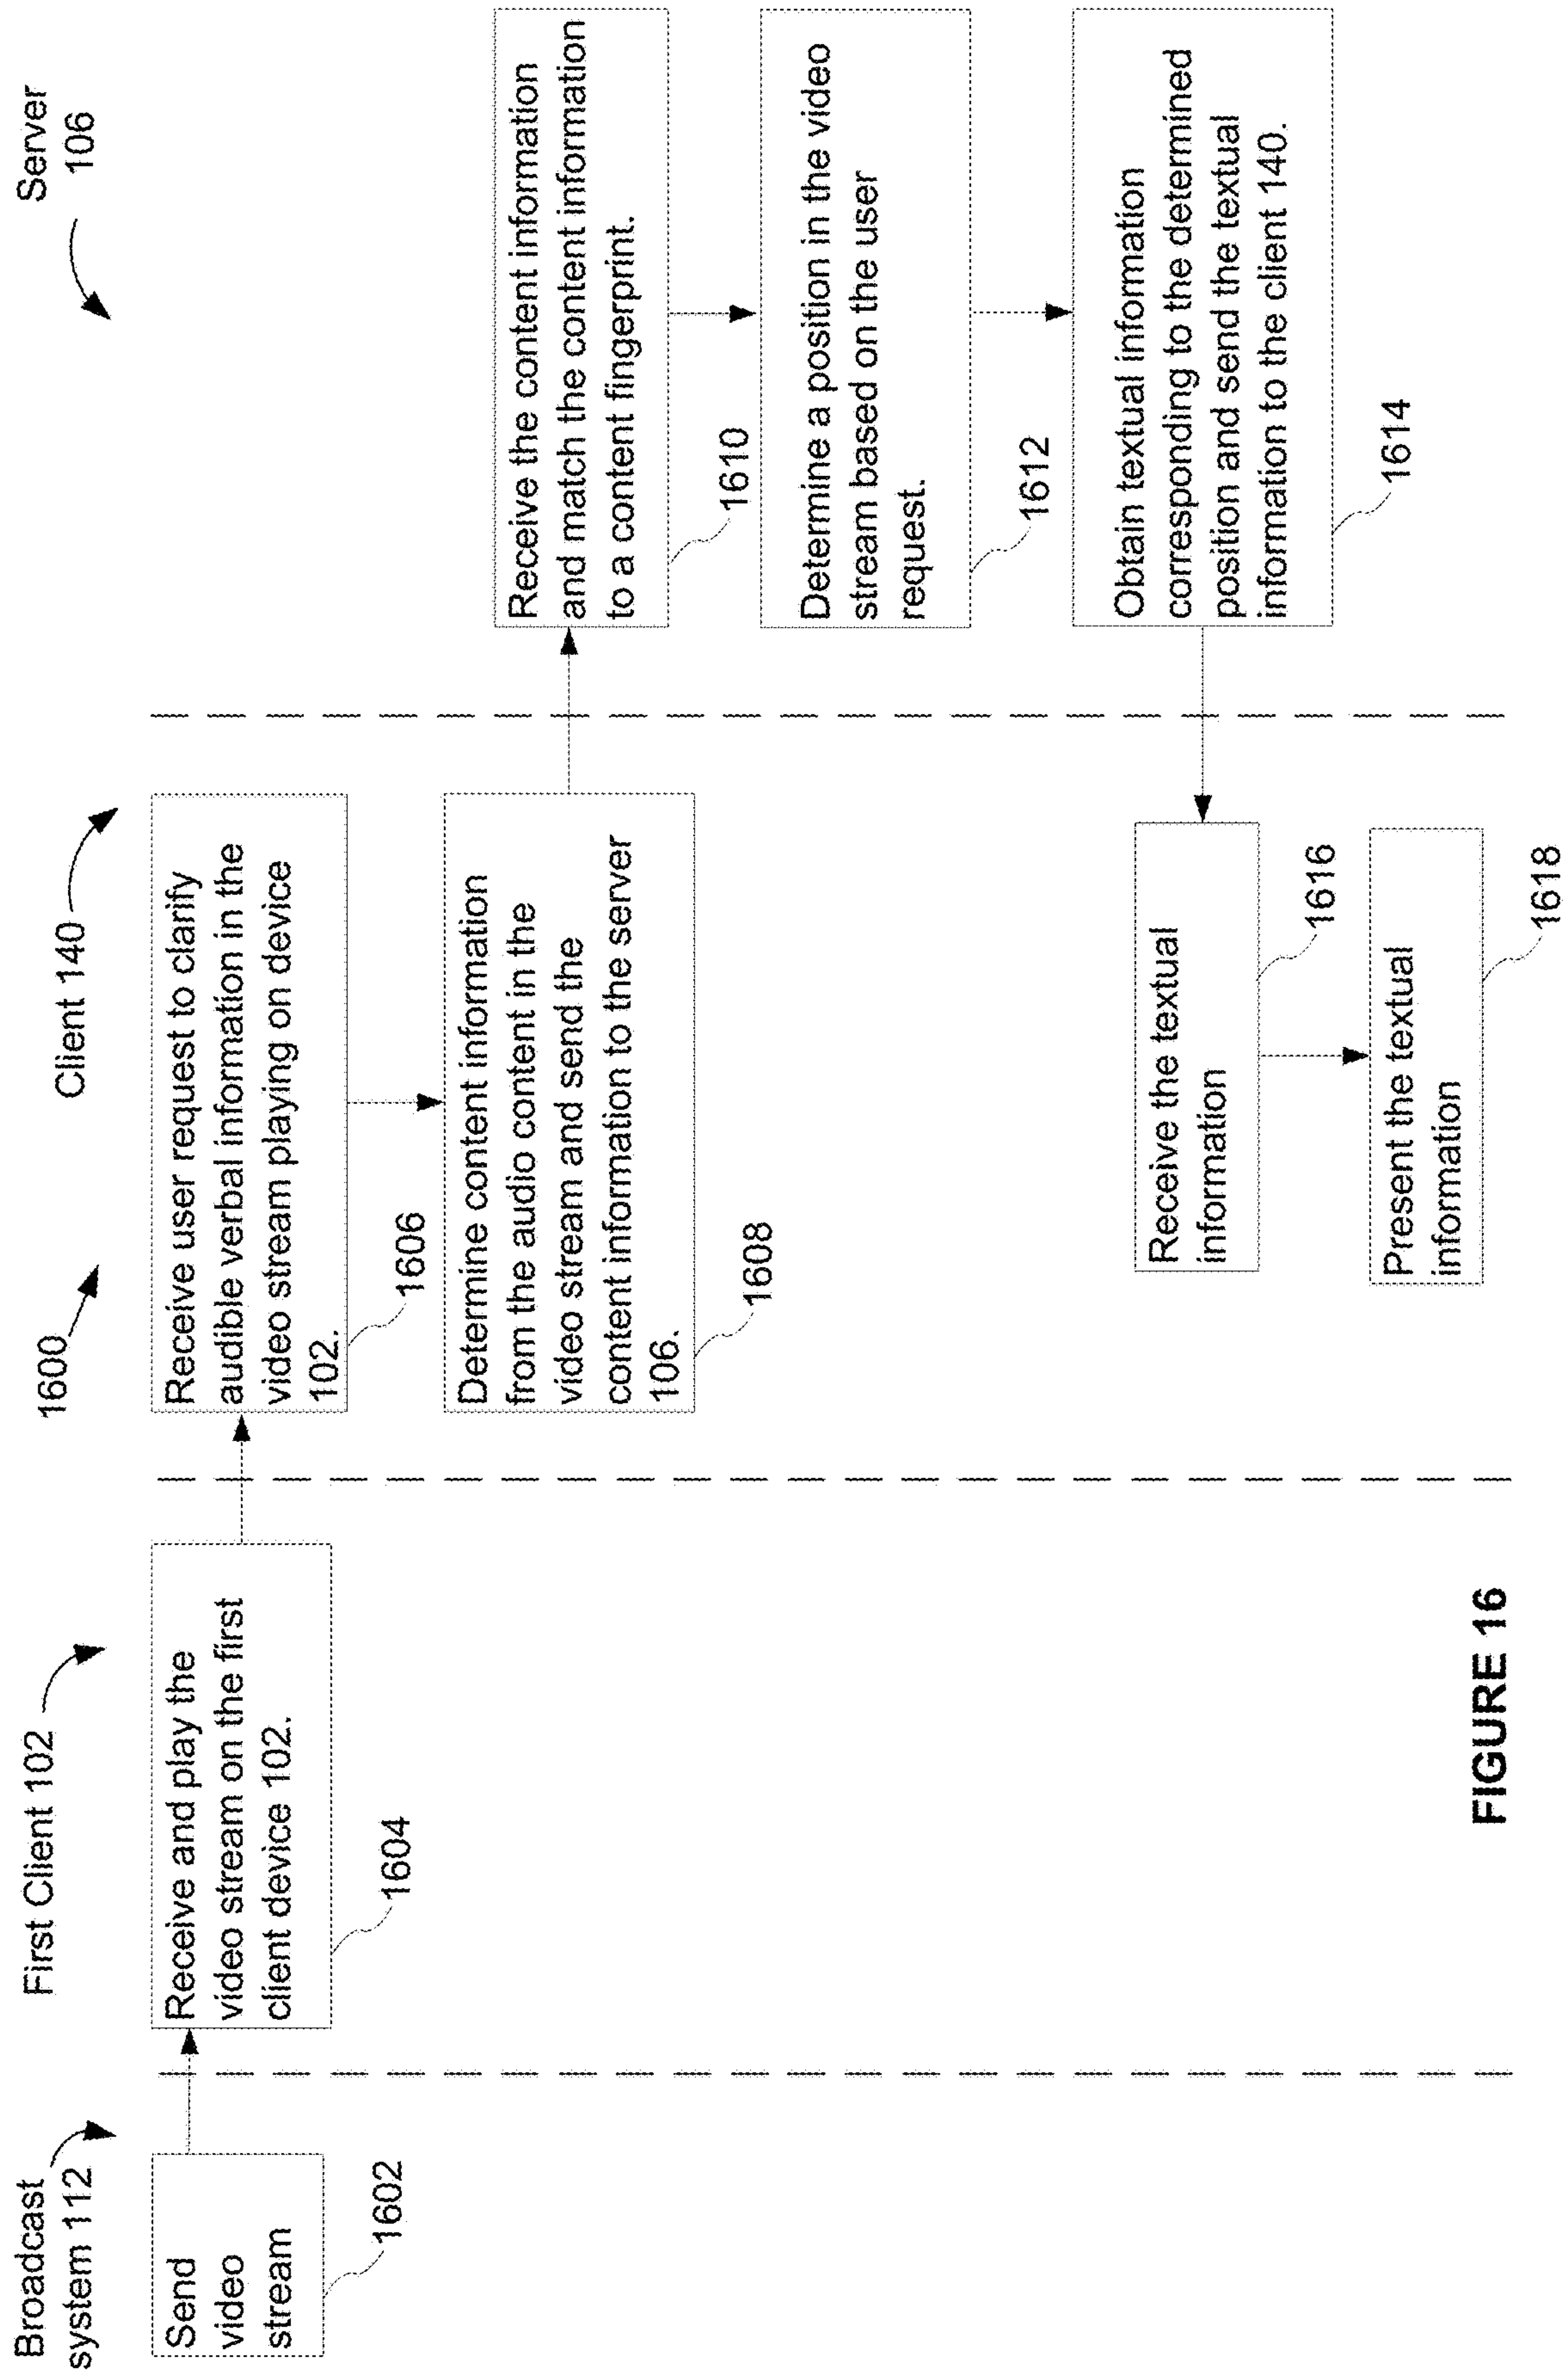 Broadcast
system 112
First Client 102
1600
Client 140
Server
106
Send
video
stream
1602
Receive and play the
video stream on the first
client device 102.
1604
Receive user request to clarify
audible verbal information in the
video stream playing on device
102.
1606
Determine content information
from the audio content in the
video stream and send the
content information to the server
106.
1608
Receive the content information
and match the content information
to a content fingerprint.
1610
Determine a position in the video
stream based on the user
request.
1612
Obtain textual information
corresponding to the determined
position and send the textual
information to the client 140.
1614
Receive the textual
information
1616
Present the textual
information
1618
FIGURE 16